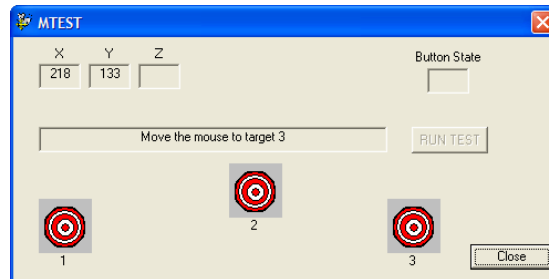 MTEST
X Y Z
Button State
218 133
Move the mouse to target 3
RUN TEST
2
1 3
Close